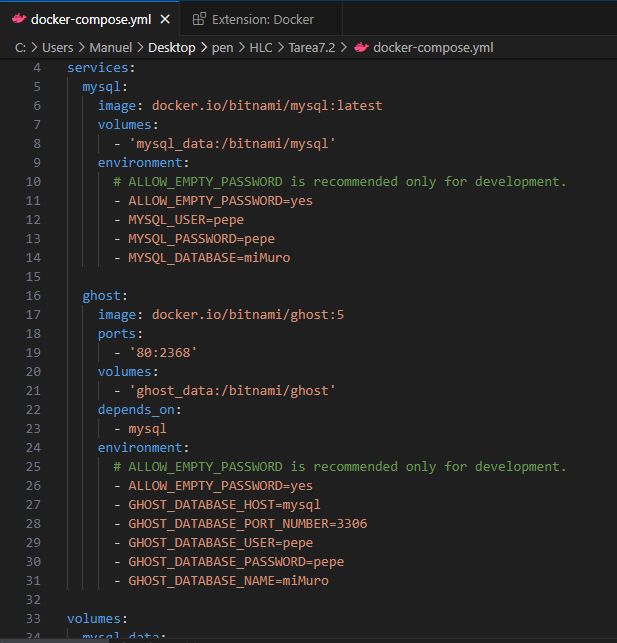 docker-compose.yml Extension: Docker
C: > Users > Manuel > Desktop > pen > HLC > Tarea7.2 > docker-compose.yml
4 services:
5   mysql:
6     image: docker.io/bitnami/mysql:latest
7     volumes:
8       - 'mysql_data:/bitnami/mysql'
9     environment:
10       # ALLOW_EMPTY_PASSWORD is recommended only for development.
11       - ALLOW_EMPTY_PASSWORD=yes
12       - MYSQL_USER=pepe
13       - MYSQL_PASSWORD=pepe
14       - MYSQL_DATABASE=miMuro
15
16   ghost:
17     image: docker.io/bitnami/ghost:5
18     ports:
19       - '80:2368'
20     volumes:
21       - 'ghost_data:/bitnami/ghost'
22     depends_on:
23       - mysql
24     environment:
25       # ALLOW_EMPTY_PASSWORD is recommended only for development.
26       - ALLOW_EMPTY_PASSWORD=yes
27       - GHOST_DATABASE_HOST=mysql
28       - GHOST_DATABASE_PORT_NUMBER=3306
29       - GHOST_DATABASE_USER=pepe
30       - GHOST_DATABASE_PASSWORD=pepe
31       - GHOST_DATABASE_NAME=miMuro
32
33 volumes:
34   mysql_data: